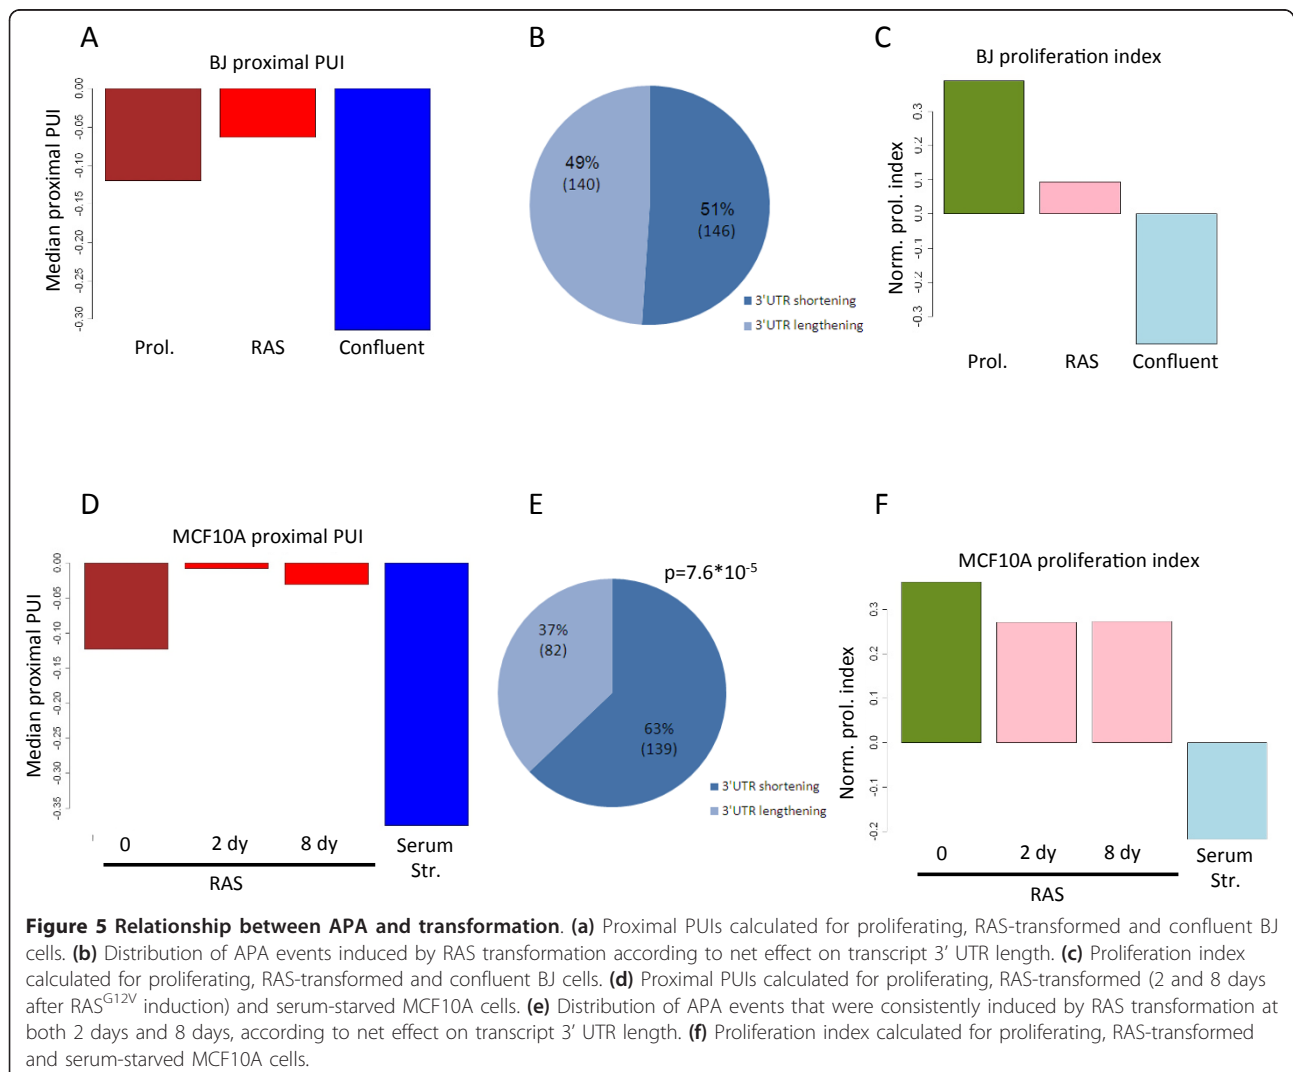 A
BJ proximal PUI
Median proximal PUI
0.00
-0.05
-0.10
-0.15
-0.20
-0.25
-0.30
Prol.
RAS
Confluent
B
49%
(140)
51%
(146)
3'UTR shortening
3'UTR lengthening
C
BJ proliferation index
Norm. prol. index
0.3
0.2
0.1
0.0
-0.1
-0.2
-0.3
Prol.
RAS
Confluent
D
MCF10A proximal PUI
Median proximal PUI
0.00
-0.05
-0.10
-0.15
-0.20
-0.25
-0.30
-0.35
0
2 dy
8 dy
Serum
Str.
RAS
E
p=7.6*10-5
37%
(82)
63%
(139)
3'UTR shortening
3'UTR lengthening
F
MCF10A proliferation index
Norm. prol. index
0.3
0.2
0.1
0.0
-0.1
-0.2
0
2 dy
8 dy
Serum
Str.
RAS
Figure 5 Relationship between APA and transformation. (a) Proximal PUIs calculated for proliferating, RAS-transformed and confluent BJ
cells. (b) Distribution of APA events induced by RAS transformation according to net effect on transcript 3' UTR length. (c) Proliferation index
calculated for proliferating, RAS-transformed and confluent BJ cells. (d) Proximal PUIs calculated for proliferating, RAS-transformed (2 and 8 days
after RASG12V induction) and serum-starved MCF10A cells. (e) Distribution of APA events that were consistently induced by RAS transformation at
both 2 days and 8 days, according to net effect on transcript 3' UTR length. (f) Proliferation index calculated for proliferating, RAS-transformed
and serum-starved MCF10A cells.